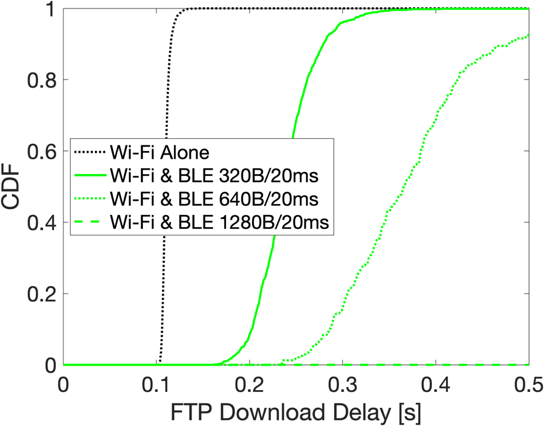 1
0.8
0.6
0.4
0.2
0
CDF
Wi-Fi Alone
Wi-Fi & BLE 320B/20ms
Wi-Fi & BLE 640B/20ms
Wi-Fi & BLE 1280B/20ms
0 0.1 0.2 0.3 0.4 0.5
FTP Download Delay [s]